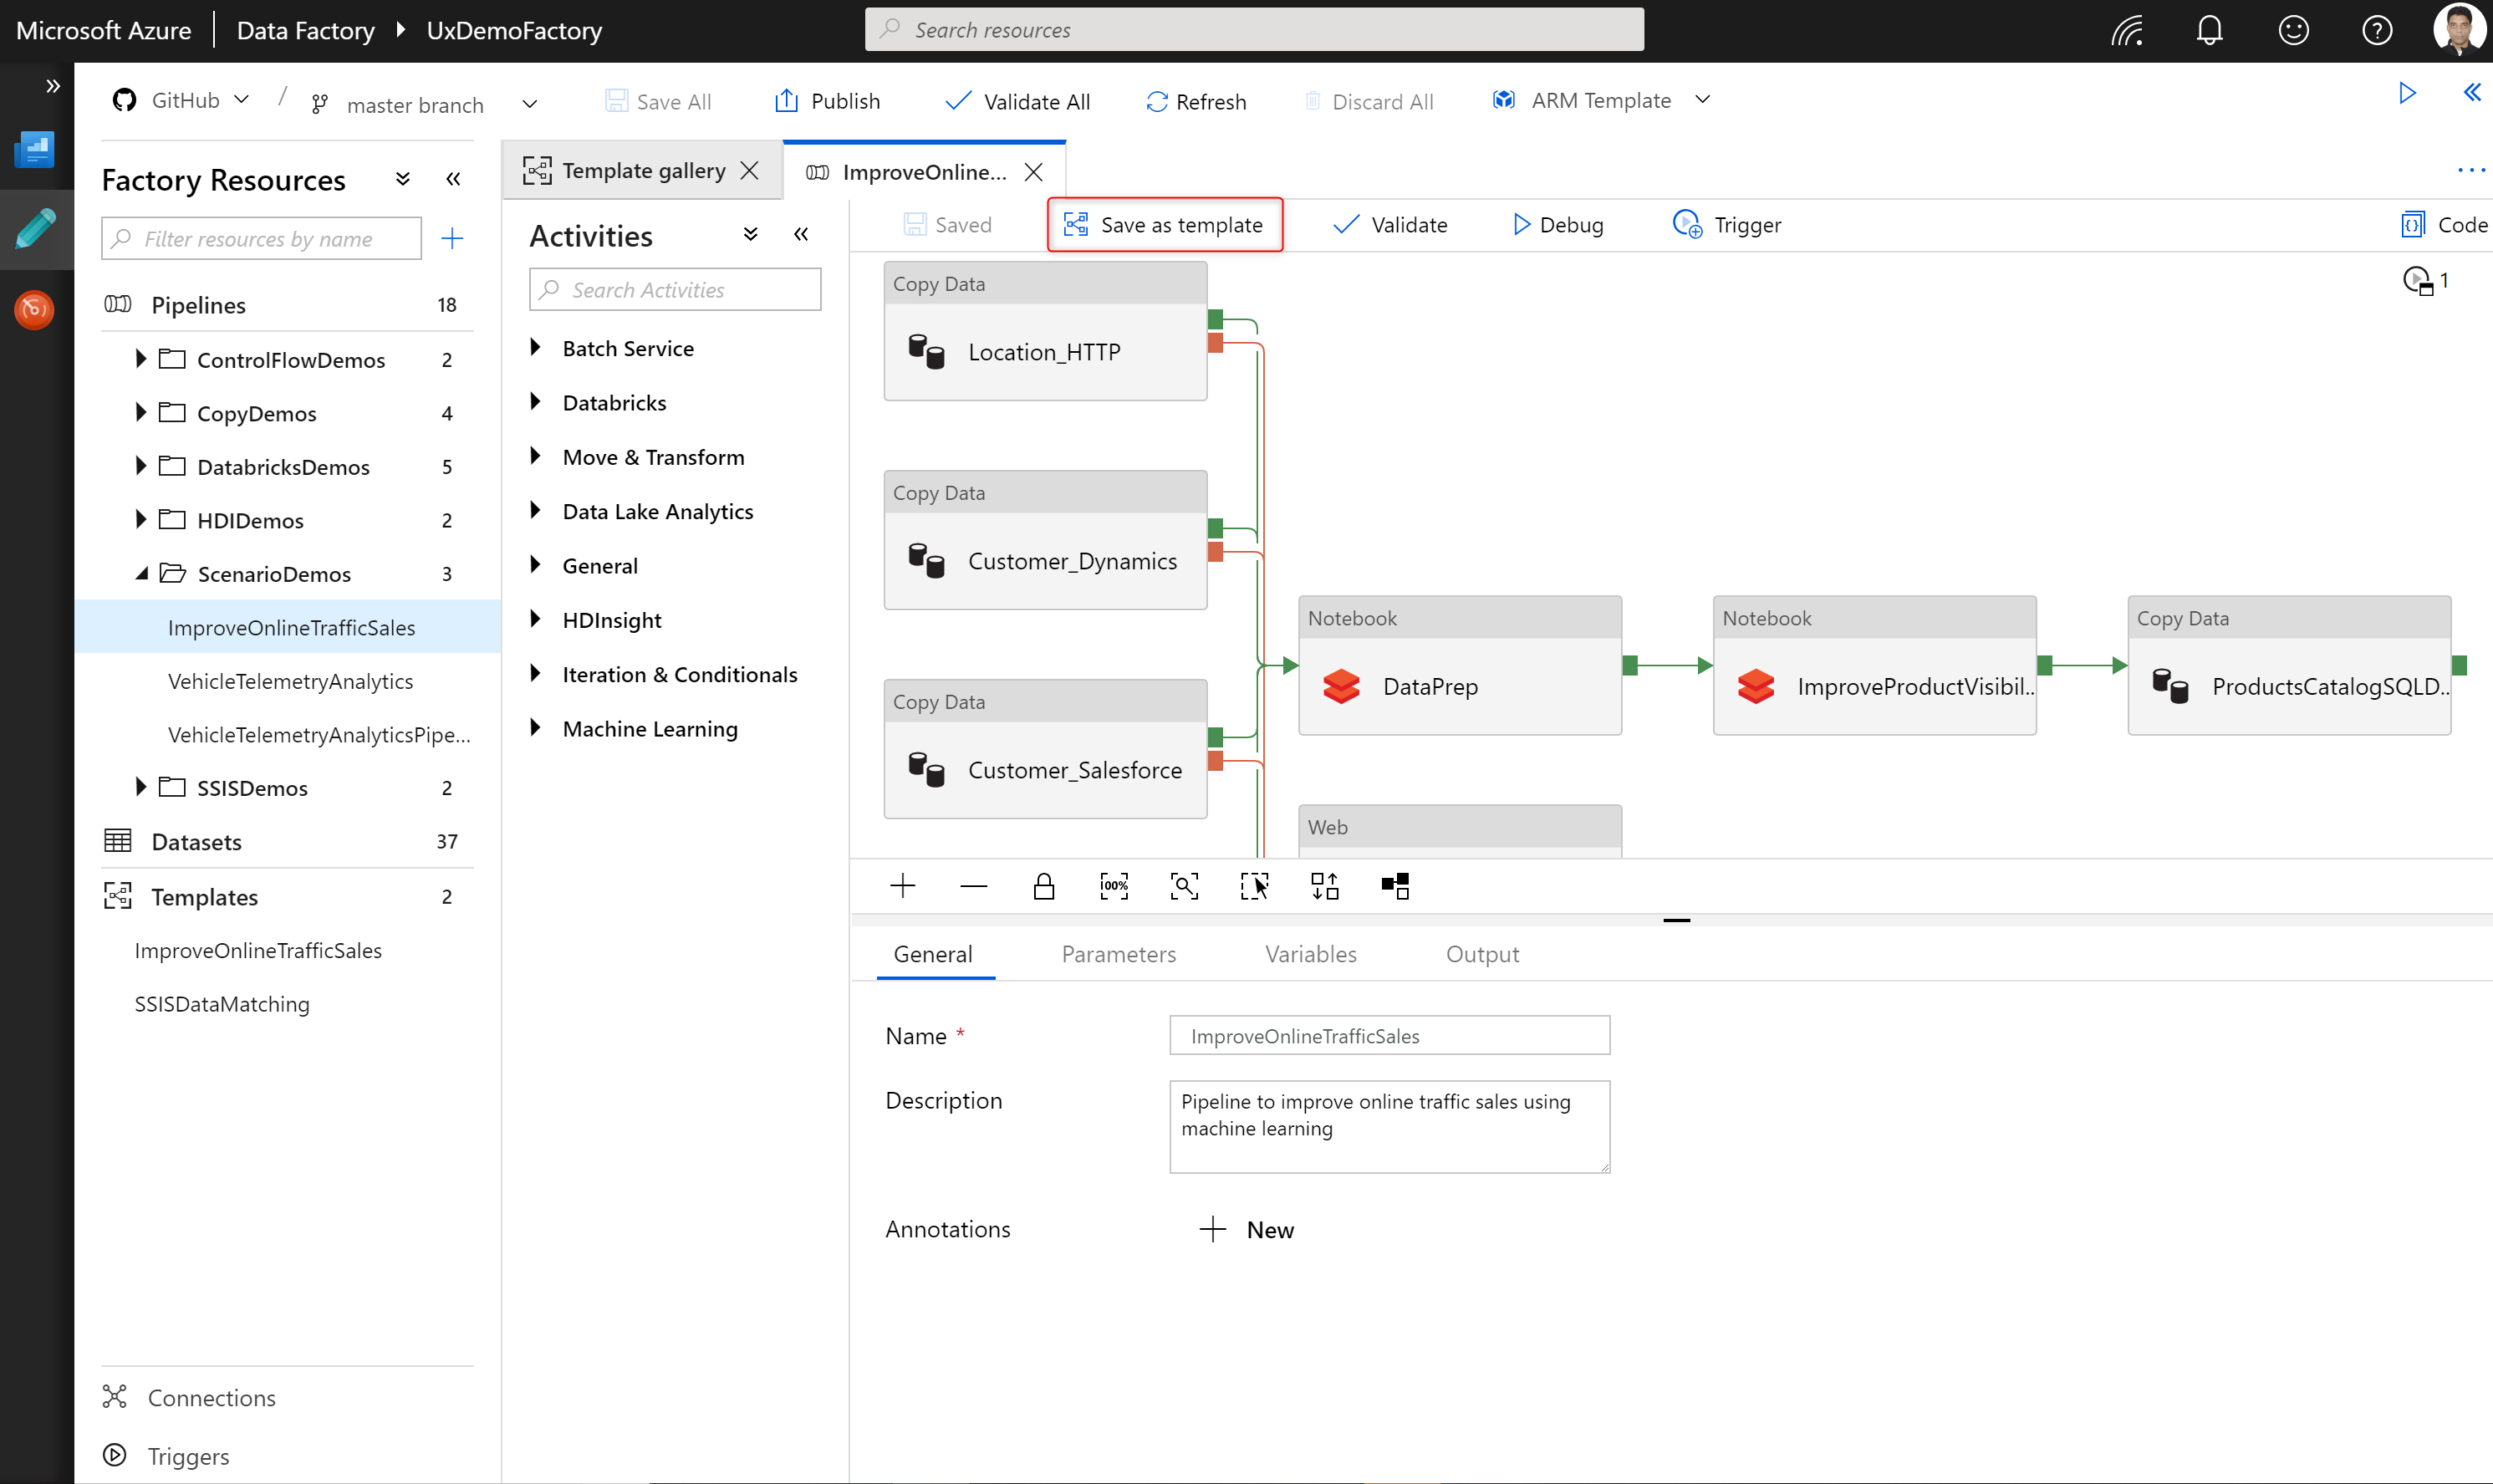 Microsoft Azure Data Factory UxDemoFactory Search resources
GitHub / master branch Save All Publish Validate All Refresh Discard All ARM Template
Factory Resources
Filter resources by name
Pipelines 18
ControlFlowDemos 2
CopyDemos 4
DatabricksDemos 5
HDIDemos 2
ScenarioDemos 3
ImproveOnlineTrafficSales
VehicleTelemetryAnalytics
VehicleTelemetryAnalyticsPipe...
SSISDemos 2
Datasets 37
Templates 2
ImproveOnlineTrafficSales
SSISDataMatching
Connections
Triggers
Template gallery ImproveOnline...
Activities
Search Activities
Batch Service
Databricks
Move & Transform
Data Lake Analytics
General
HDInsight
Iteration & Conditionals
Machine Learning
Saved Save as template Validate Debug Trigger Code
1
Copy Data
Location_HTTP
Copy Data
Customer_Dynamics
Copy Data
Customer_Salesforce
Notebook
DataPrep
Notebook
ImproveProductVisibil...
Copy Data
ProductsCatalogSQLD...
Web
100%
General Parameters Variables Output
Name * ImproveOnlineTrafficSales
Description Pipeline to improve online traffic sales using
machine learning
Annotations New